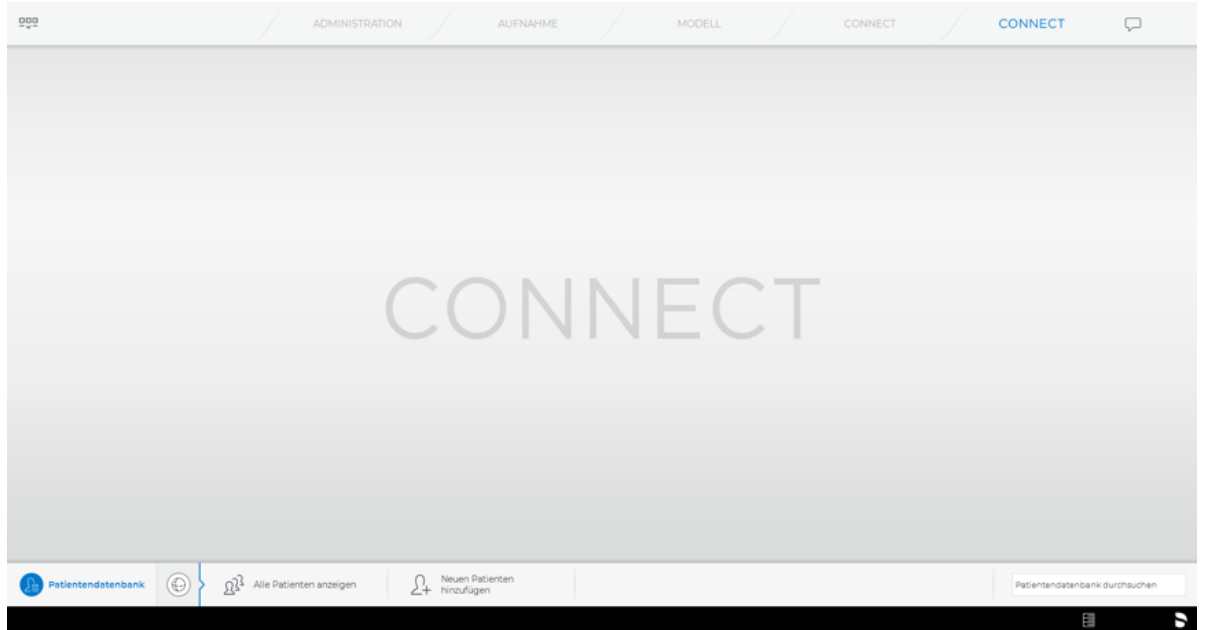 ADMINISTRATION
AUFNAHME
MODELL
CONNECT
CONNECT
CONNECT
Patientendatenbank
Alle Patienten anzeigen
Neuen Patienten
hinzufügen
Patientendatenbank durchsuchen